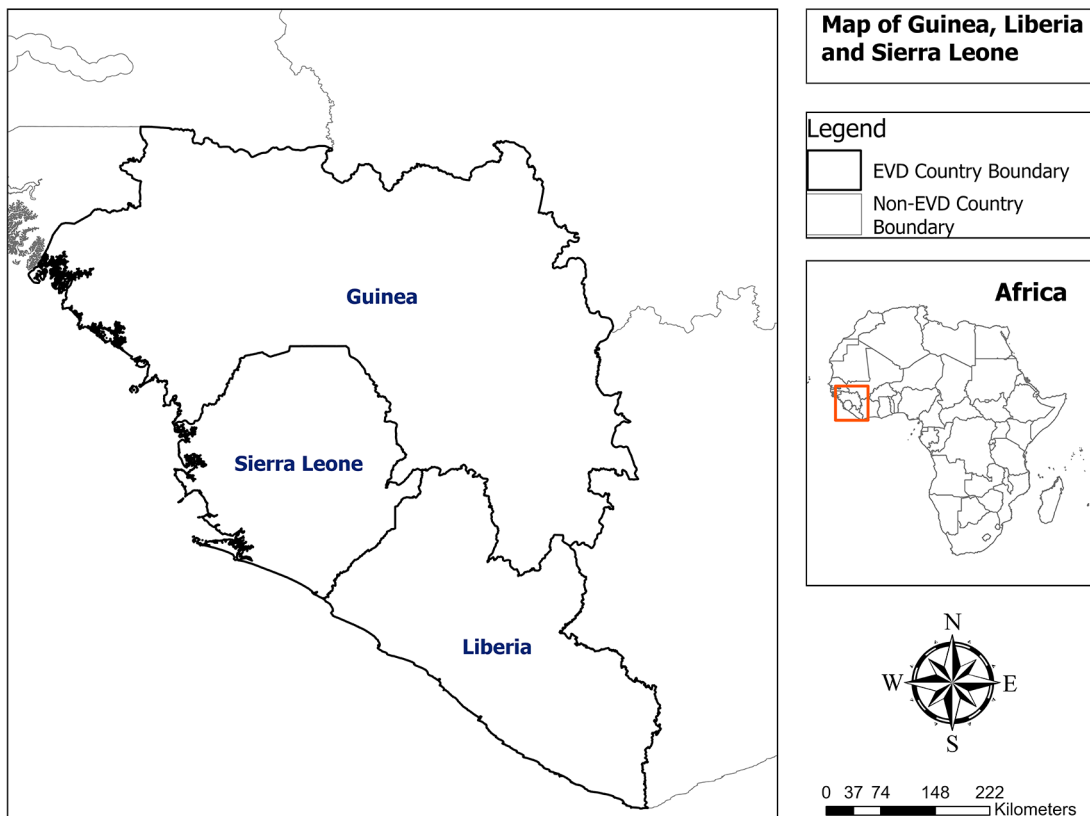 Map of Guinea, Liberia
and Sierra Leone
Legend
EVD Country Boundary
Non-EVD Country
Boundary
Africa
Guinea
Sierra Leone
Liberia
N
W E
S
0 37 74 148 222
Kilometers